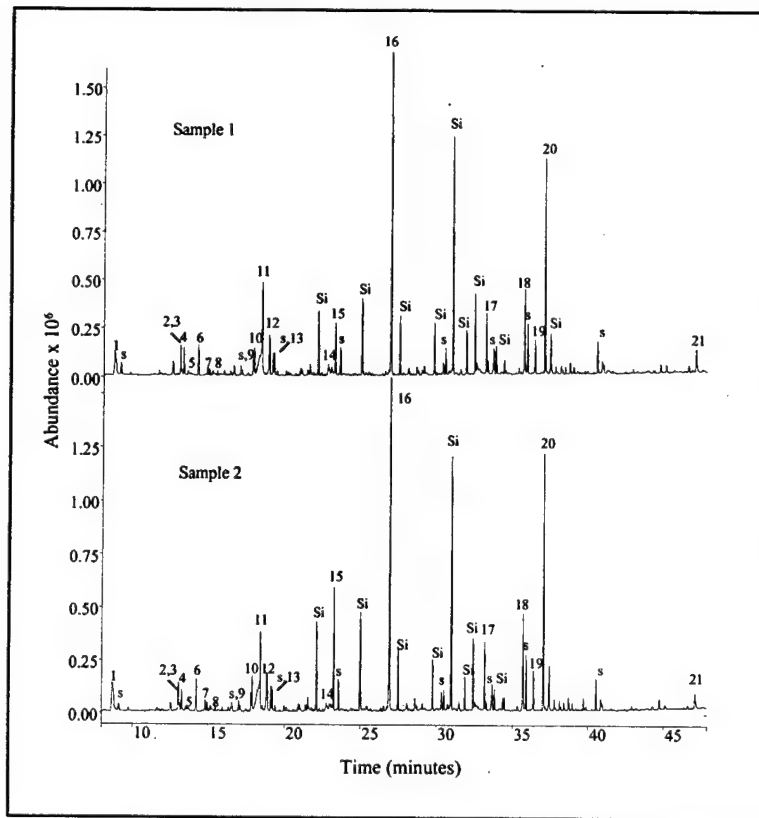 16
1.50
Sample 1
Si
1.25
20
1.00
0.75
11
18
0.50
Si
Si
Si
s
Si
15
Si
17
Si
2,3
6
10
12
s,13
s
Si
19
Si
s
0.25
1
4
s,9
14
s
s
21
s
5
7
8
0.00
Abundance x 10⁶
16
1.25
Si
20
Sample 2
1.00
0.75
15
18
0.50
11
Si
Si
Si
17
s
Si
2,3
6
10
12
s
Si
19
s
0.25
1
4
s,13
s
s
Si
21
s
5
7
8
s,9
14
0.00
10
15
20
25
30
35
40
45
Time (minutes)